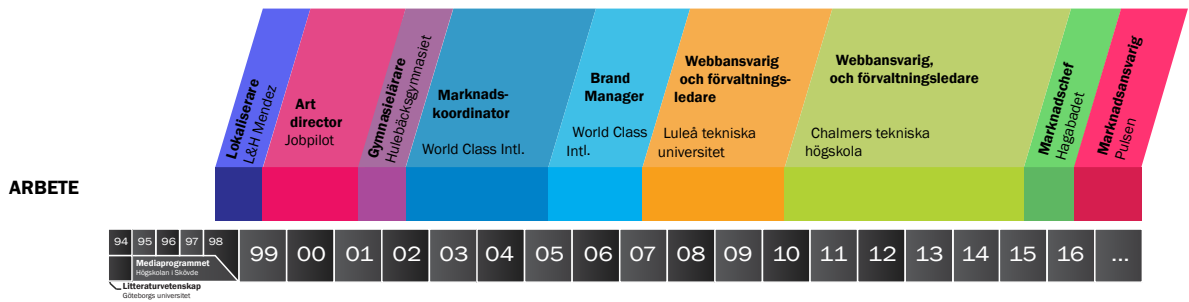 Lokaliserare
L&H Mendez
Art
director
Jobpilot
Gymnasielärare
Hulebäcksgymnasiet
Marknads-
koordinator
World Class Intl.
Brand
Manager
World Class
Intl.
Webbansvarig
och förvaltnings-
ledare
Luleå tekniska
universitet
Webbansvarig,
och förvaltningsledare
Chalmers tekniska
högskola
Marknadschef
Hagabadet
Marknadsansvarig
Pulsen
ARBETE
94 95 96 97 98 99 00 01 02 03 04 05 06 07 08 09 10 11 12 13 14 15 16 ...
Mediaprogrammet
Högskolan i Skövde
Litteraturvetenskap
Göteborgs universitet